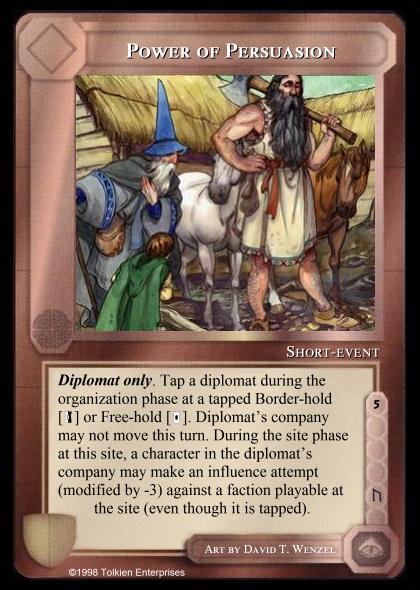 POWER OF PERSUASION
SHORT-EVENT
Diplomat only. Tap a diplomat during the
organization phase at a tapped Border-hold
[] or Free-hold []. Diplomat's company
may not move this turn. During the site phase
at this site, a character in the diplomat's
company may make an influence attempt
(modified by -3) against a faction playable at
the site (even though it is tapped).
5
ART BY DAVID T. WENZEL
©1998 Tolkien Enterprises